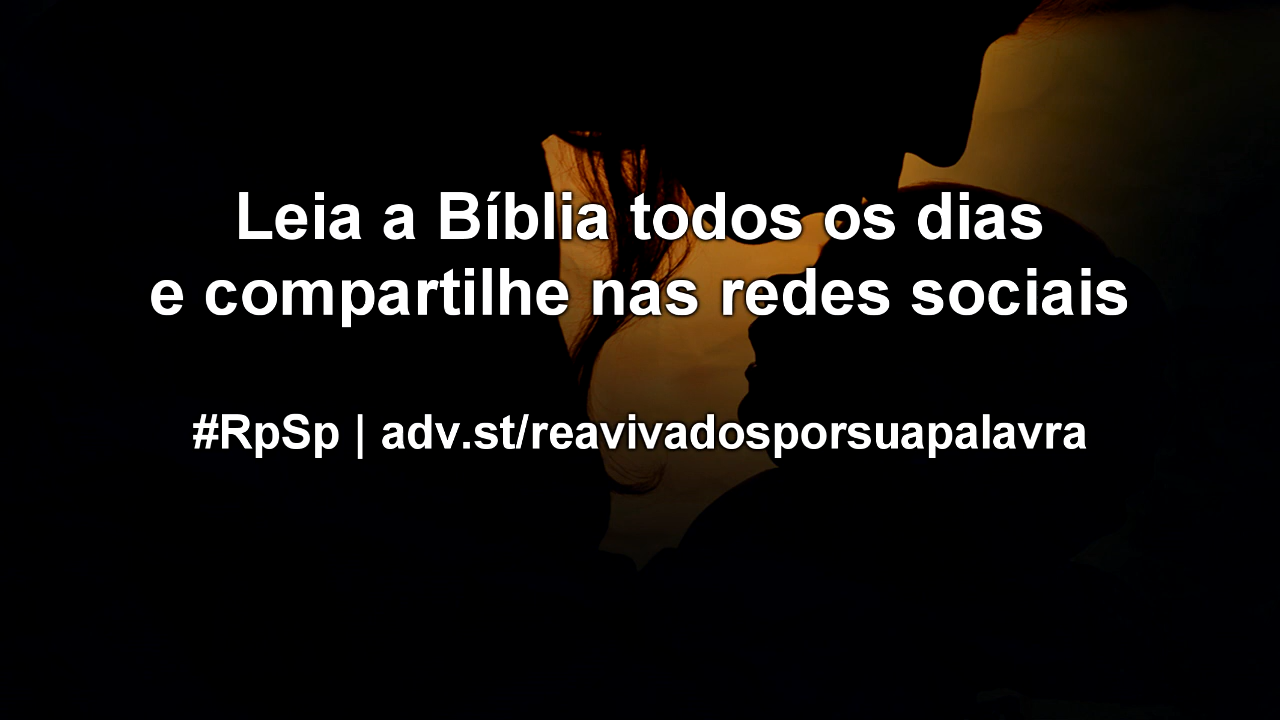 Leia a Bíblia todos os dias
e compartilhe nas redes sociais
#RpSp | adv.st/reavivadosporsuapalavra